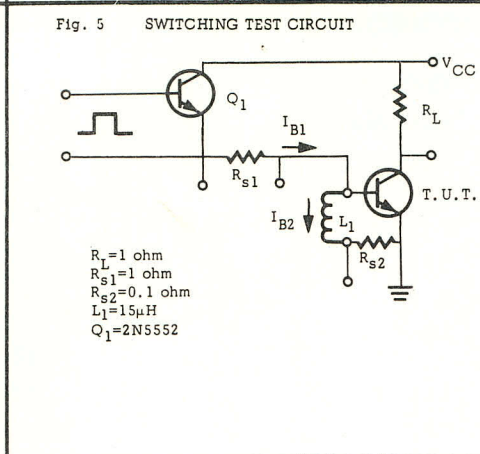 Fig. 5 SWITCHING TEST CIRCUIT
VCC
Q1
RL
IB1
Rs1
T.U.T.
IB2
L1
Rs2
RL=1 ohm
Rs1=1 ohm
Rs2=0.1 ohm
L1=15μH
Q1=2N5552